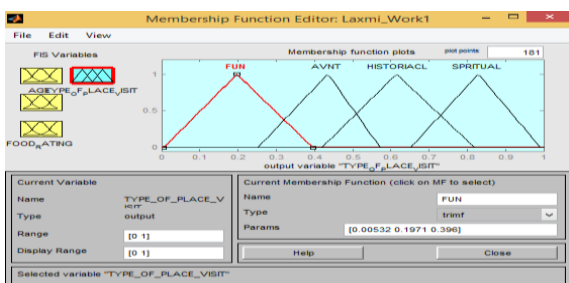 Membership Function Editor: Laxmi_Work1
File Edit View
FIS Variables
Membership function plots
plot points:
181
FUN AVNT HISTORIACL SPRITUAL
1
0.5
0
0 0.1 0.2 0.3 0.4 0.5 0.6 0.7 0.8 0.9 1
output variable "TYPE_OF_PLACE_VISIT"
FOOD_RATING
Current Variable
Name TYPE_OF_PLACE_V
ISIT
Type output
Range [0 1]
Display Range [0 1]
Current Membership Function (click on MF to select)
Name FUN
Type trimf
Params [0.00532 0.1971 0.396]
Help Close
Selected variable "TYPE_OF_PLACE_VISIT"